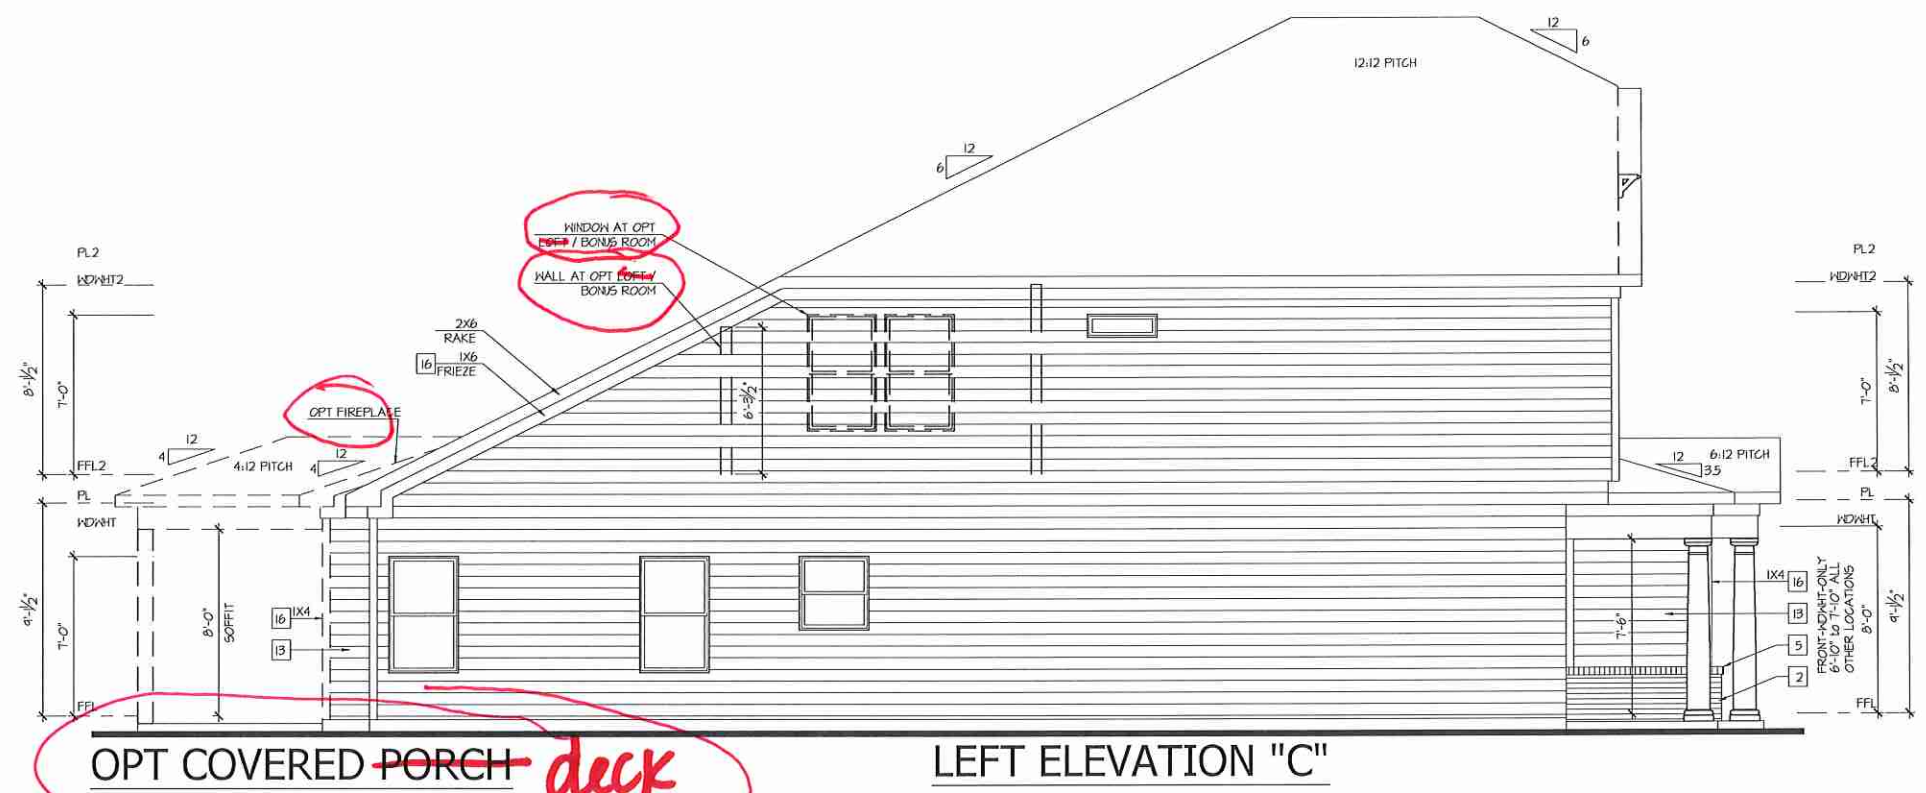 12
6
12:12 PITCH
12
6
WINDOW AT OPT
LOFT / BONUS ROOM
WALL AT OPT LOFT /
BONUS ROOM
2X6
RAKE
16 1X6
FRIEZE
OPT FIREPLACE
PL2
WDWHT2
8'-1/2"
7'-0"
FFL2
PL
WDWHT
9'-1/2"
7'-0"
FFL
12
4
4:12 PITCH
12
4
8'-0"
SOFFIT
16 1X4
13
6'-3/2"
PL2
WDWHT2
7'-0"
8'-1/2"
FFL2
12
3.5
6:12 PITCH
PL
WDWHT
7'-6"
1X4 16
13
5
2
FRONT-WDWHT-ONLY
6'-10" to 7'-10" ALL
OTHER LOCATIONS
8'-0"
9'-1/2"
FFL
OPT COVERED PORCH deck
LEFT ELEVATION "C"